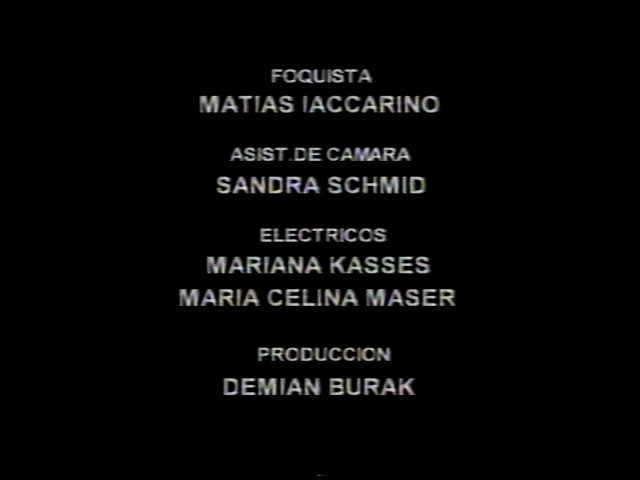 FOQUISTA
MATIAS IACCARINO
ASIST.DE CAMARA
SANDRA SCHMID
ELECTRICOS
MARIANA KASSES
MARIA CELINA MASER
PRODUCCION
DEMIAN BURAK